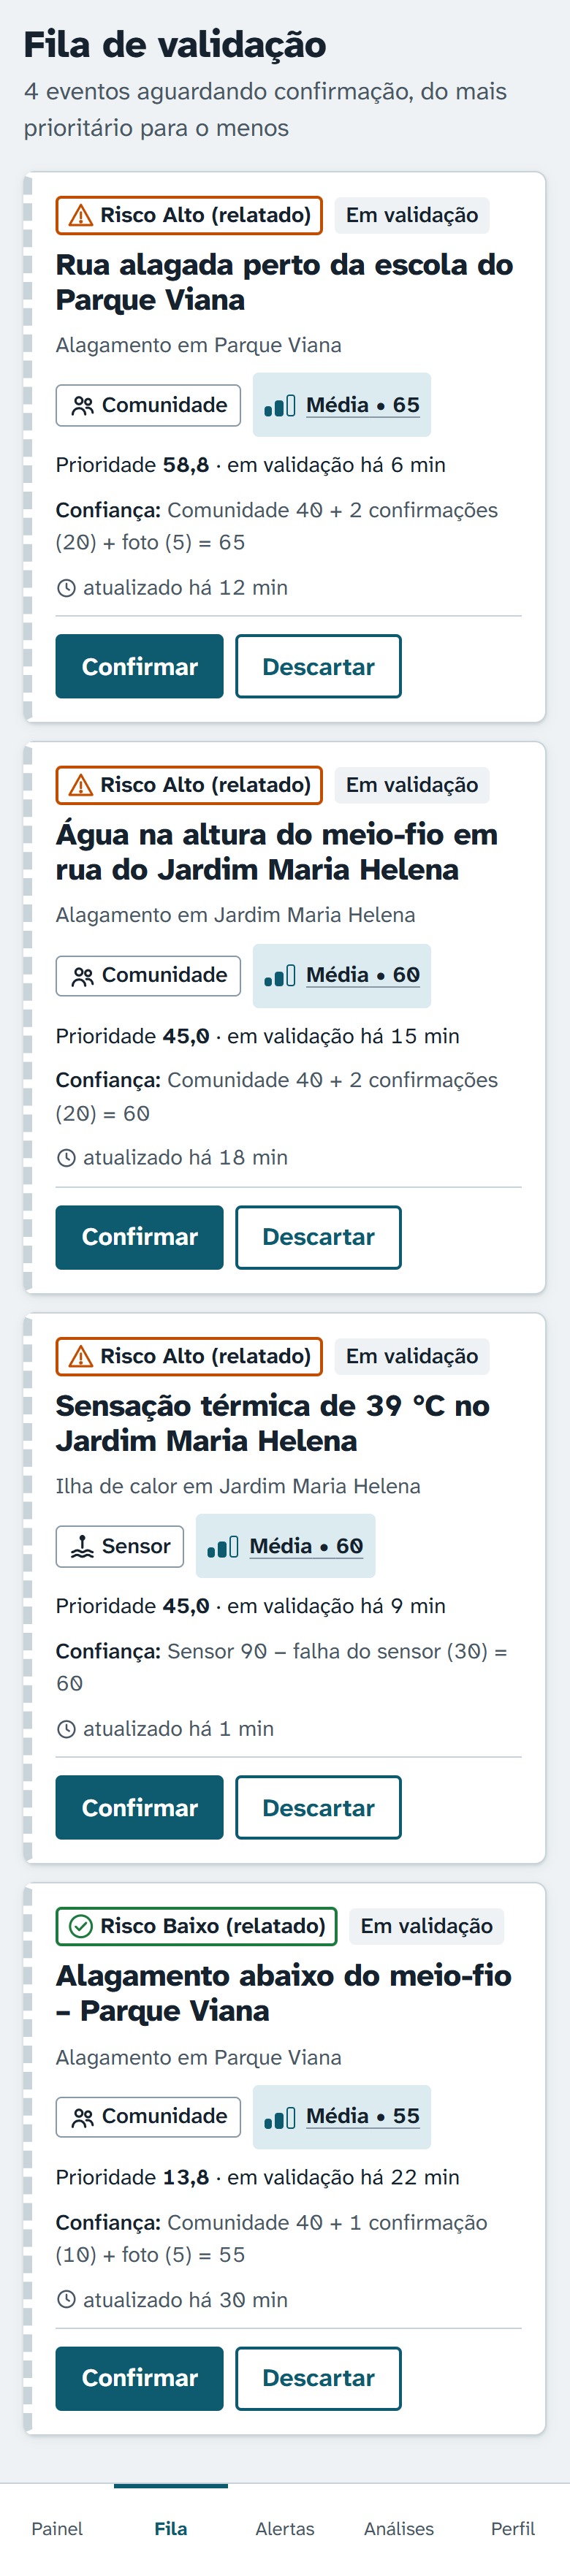 Fila de validação
4 eventos aguardando confirmação, do mais
prioritário para o menos
Risco Alto (relatado) Em validação
Rua alagada perto da escola do
Parque Viana
Alagamento em Parque Viana
Comunidade Média • 65
Prioridade 58,8 · em validação há 6 min
Confiança: Comunidade 40 + 2 confirmações
(20) + foto (5) = 65
atualizado há 12 min
Confirmar Descartar
Risco Alto (relatado) Em validação
Água na altura do meio-fio em
rua do Jardim Maria Helena
Alagamento em Jardim Maria Helena
Comunidade Média • 60
Prioridade 45,0 · em validação há 15 min
Confiança: Comunidade 40 + 2 confirmações
(20) = 60
atualizado há 18 min
Confirmar Descartar
Risco Alto (relatado) Em validação
Sensação térmica de 39 °C no
Jardim Maria Helena
Ilha de calor em Jardim Maria Helena
Sensor Média • 60
Prioridade 45,0 · em validação há 9 min
Confiança: Sensor 90 – falha do sensor (30) =
60
atualizado há 1 min
Confirmar Descartar
Risco Baixo (relatado) Em validação
Alagamento abaixo do meio-fio
– Parque Viana
Alagamento em Parque Viana
Comunidade Média • 55
Prioridade 13,8 · em validação há 22 min
Confiança: Comunidade 40 + 1 confirmação
(10) + foto (5) = 55
atualizado há 30 min
Confirmar Descartar
Painel Fila Alertas Análises Perfil